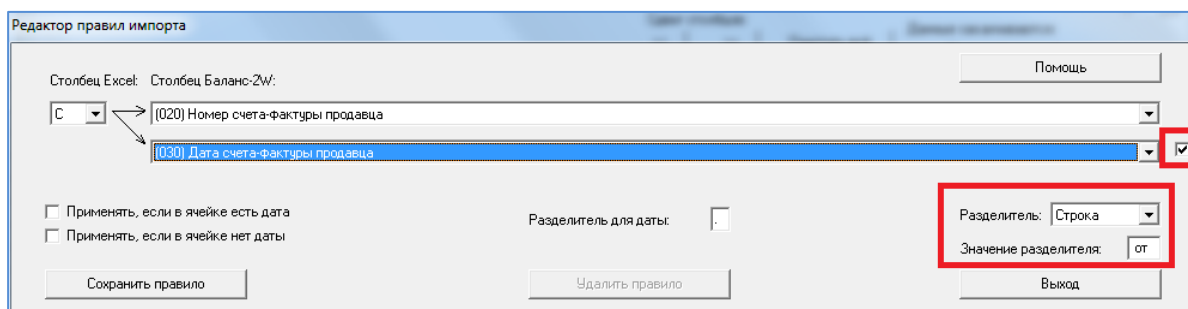 Редактор правил импорта
Помощь
Столбец Excel: Столбец Баланс-2W:
C (020) Номер счета-фактуры продавца
(030) Дата счета-фактуры продавца
Применять, если в ячейке есть дата
Разделитель для даты: . Разделитель: Строка
Применять, если в ячейке нет даты
Значение разделителя: от
Сохранить правило Удалить правило Выход